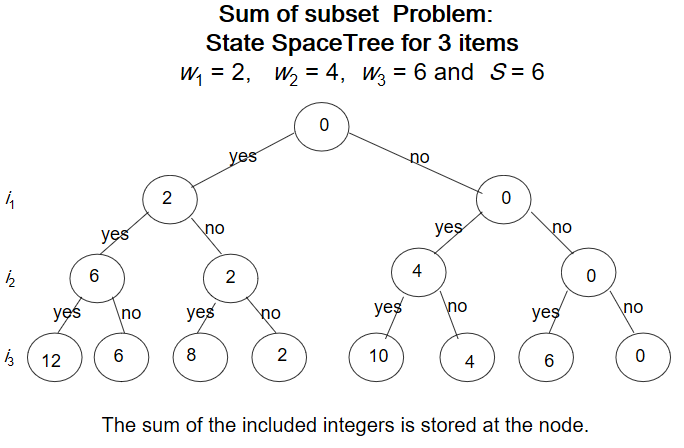 Sum of subset Problem:
State SpaceTree for 3 items
w1 = 2, w2 = 4, w3 = 6 and S = 6
0
yes no
i1 2 0
yes no yes no
i2 6 2 4 0
yes no yes no yes no yes no
i3 12 6 8 2 10 4 6 0
The sum of the included integers is stored at the node.